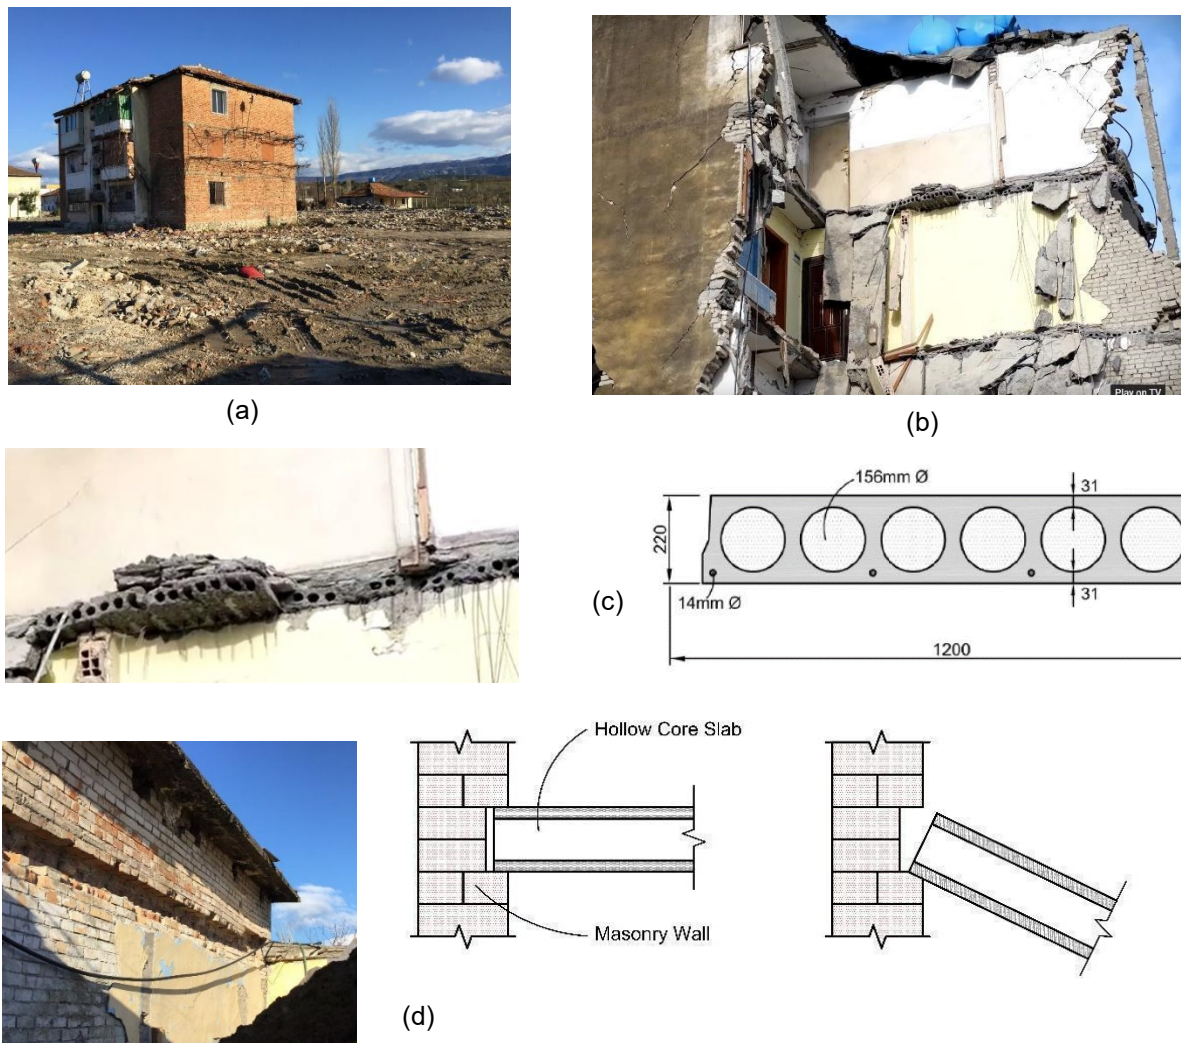 (a)
Play on TV
(b)
156mm Ø
31
220
14mm Ø
31
(c)
1200
Hollow Core Slab
Masonry Wall
(d)